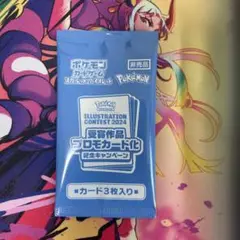 ポケモン
カードゲーム
非売品
Pokémon
Pokémon
ILLUSTRATION
CONTEST 2024
受賞作品
プロモカード化
記念キャンペーン
■カード3枚入り■